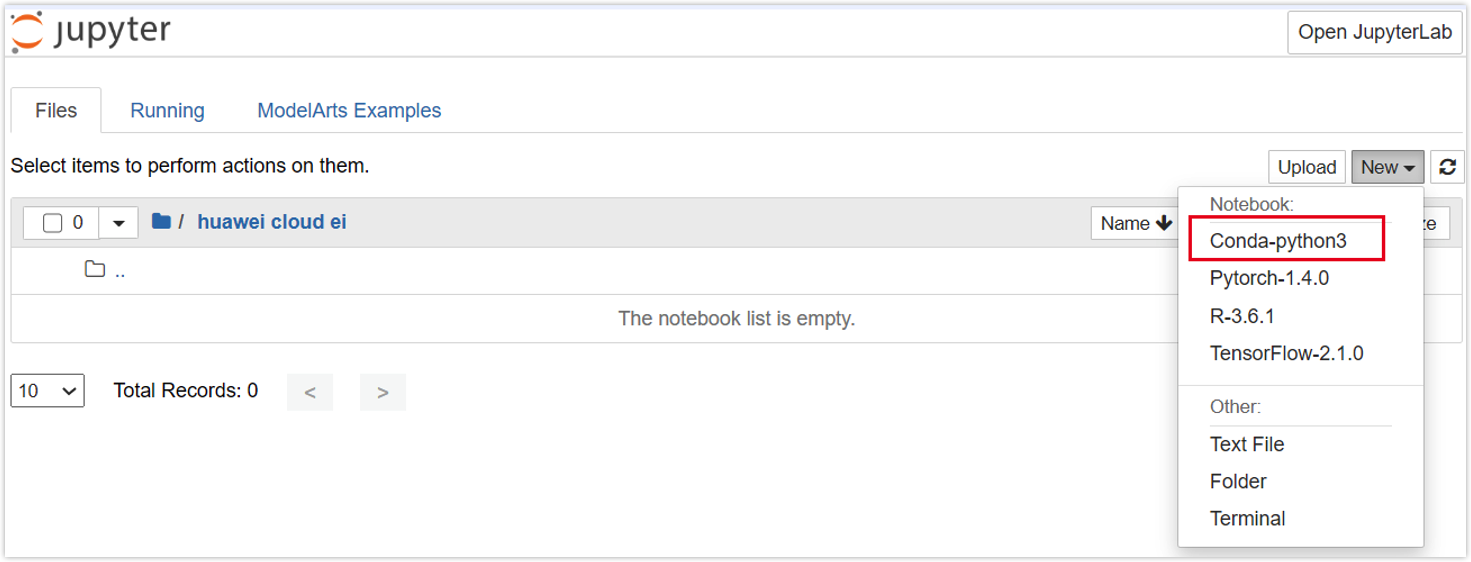 jupyter
Open JupyterLab
Files Running ModelArts Examples
Select items to perform actions on them.
Upload New
0 / huawei cloud ei Name
..
The notebook list is empty.
10 Total Records: 0 < >
Notebook:
Conda-python3
Pytorch-1.4.0
R-3.6.1
TensorFlow-2.1.0
Other:
Text File
Folder
Terminal